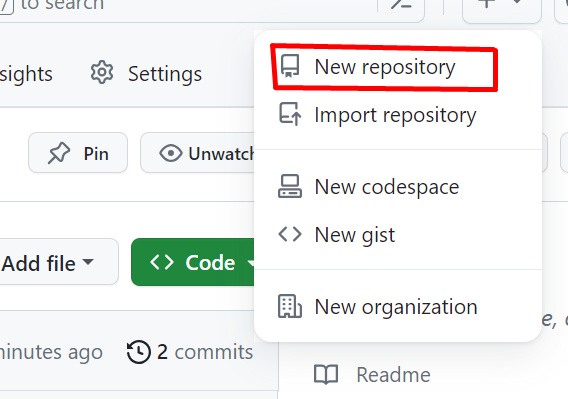 to search
New repository
Settings
Import repository
Pin
Unwatch
New codespace
New gist
Add file
Code
New organization
minutes ago
2 commits
Readme